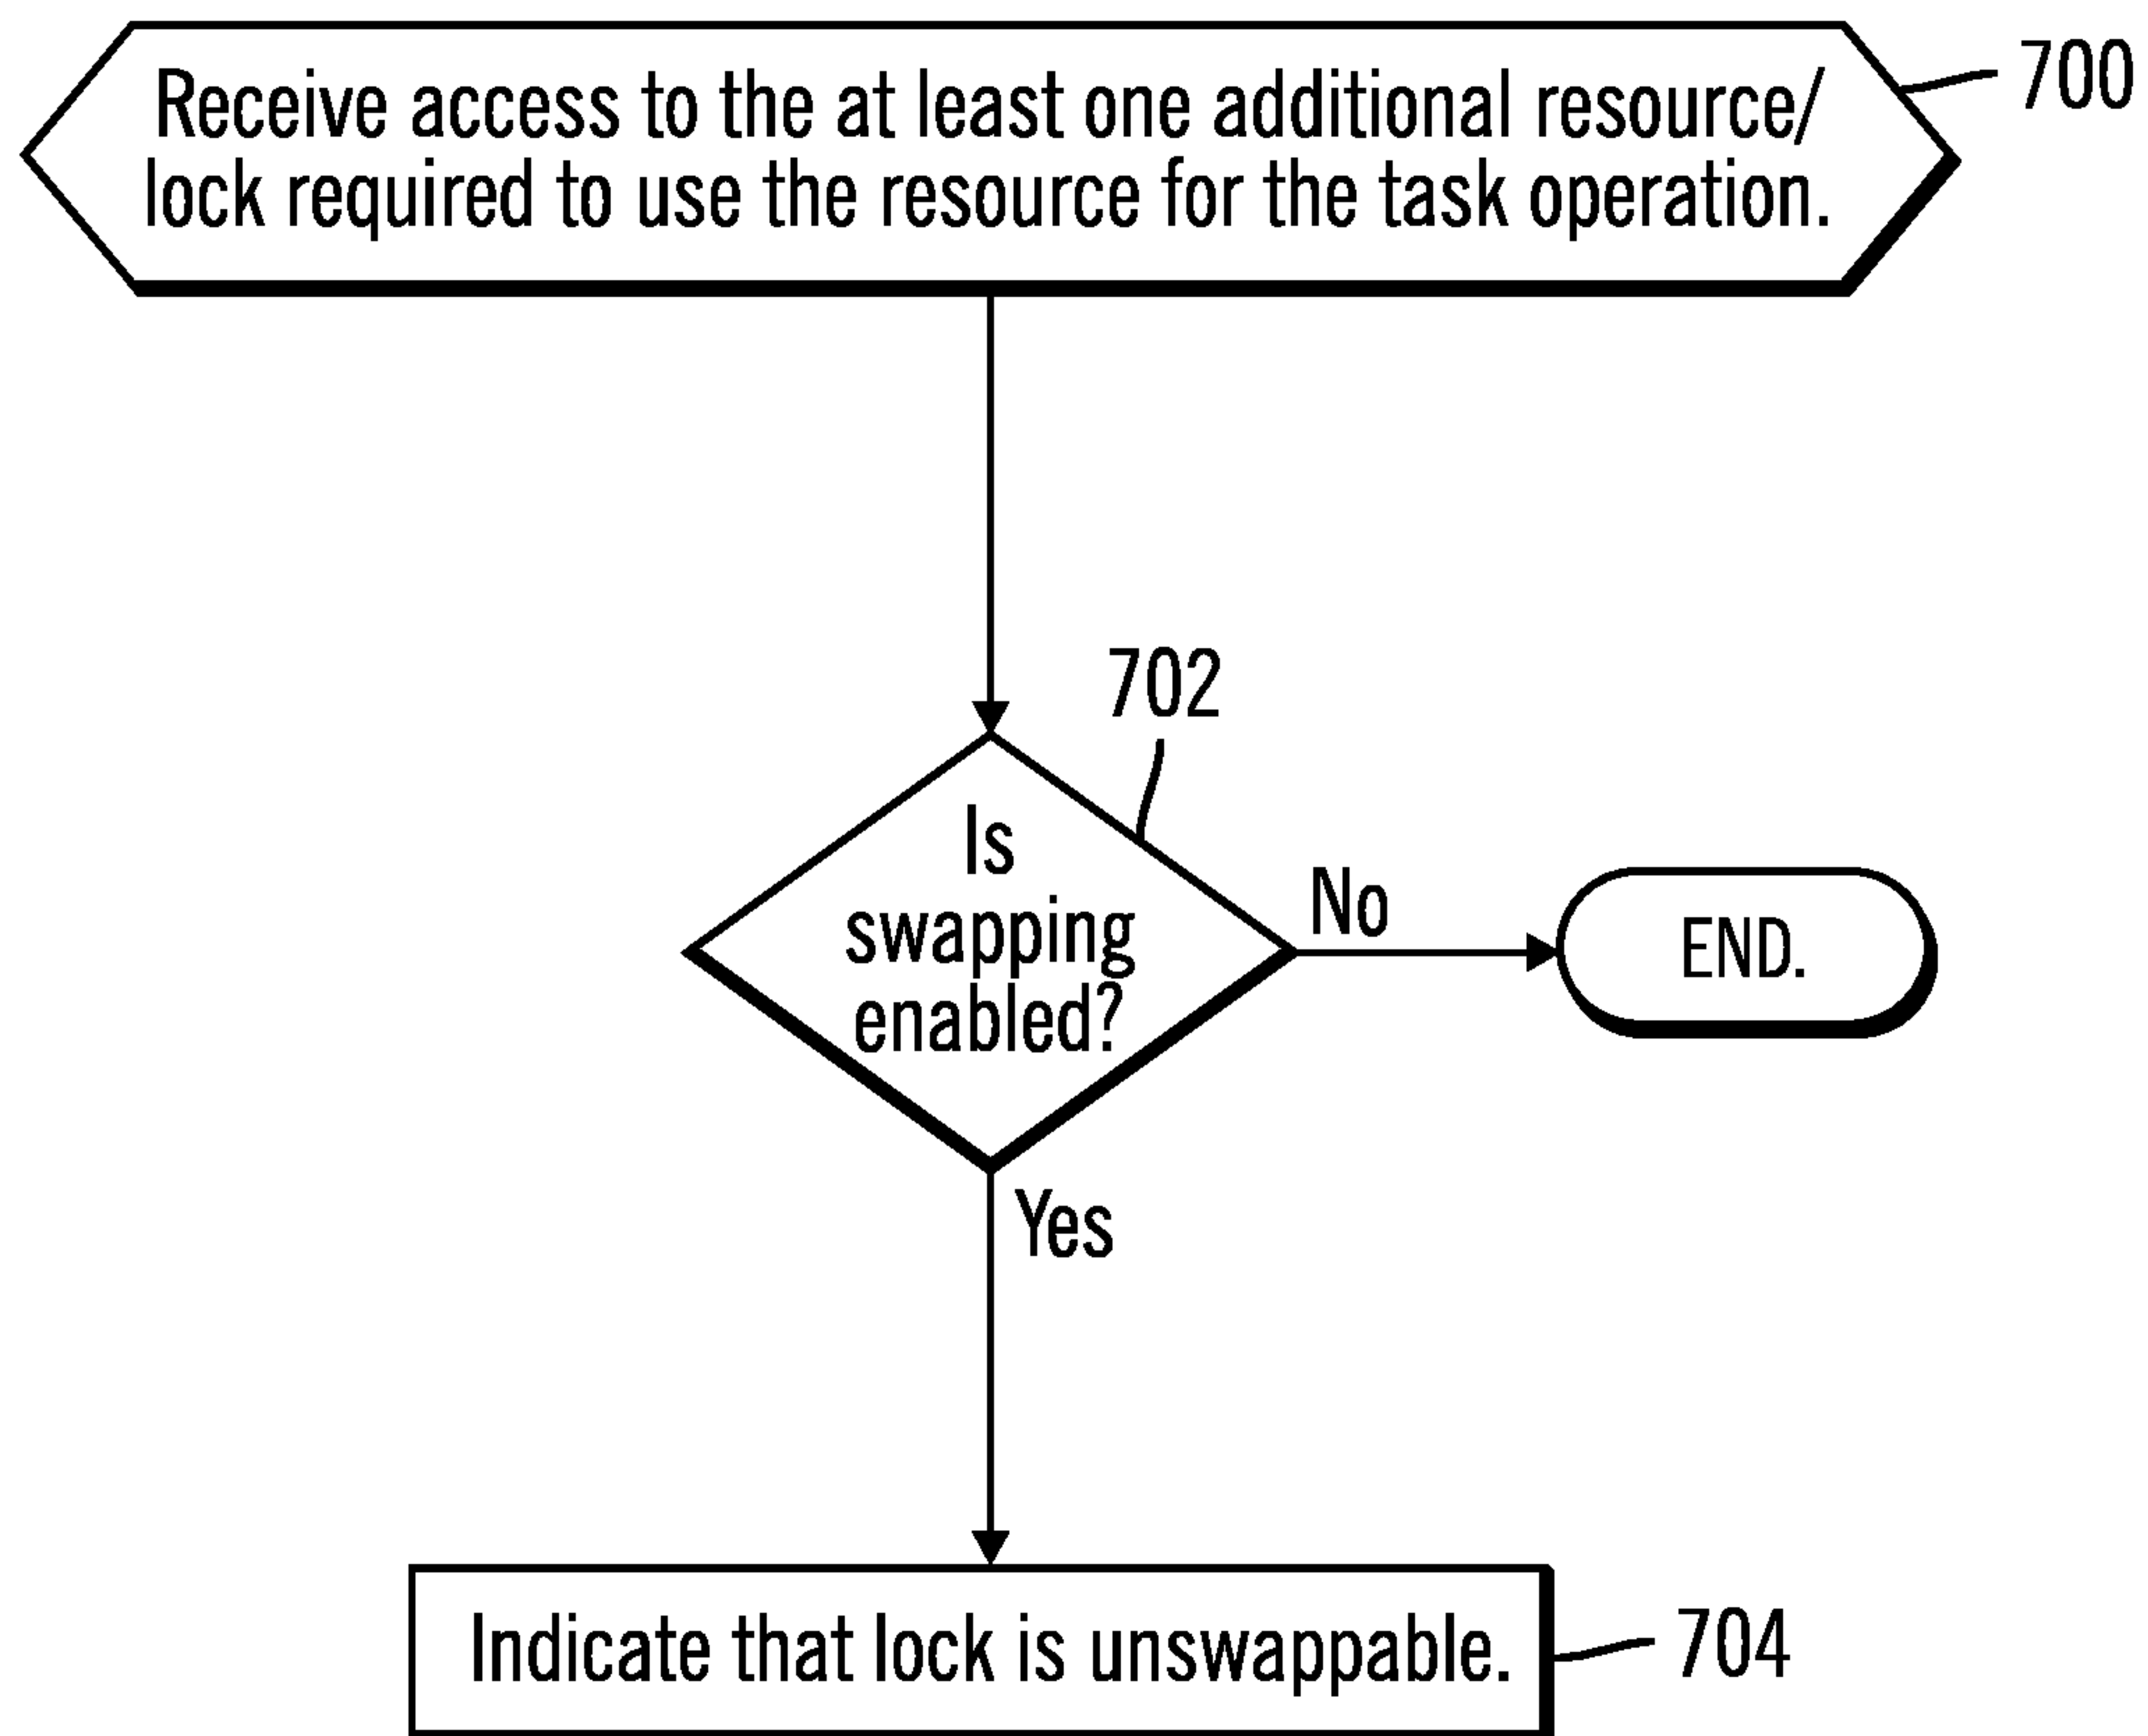 Receive access to the at least one additional resource/
lock required to use the resource for the task operation.
700
702
Is
swapping
enabled?
No
END.
Yes
Indicate that lock is unswappable.
704